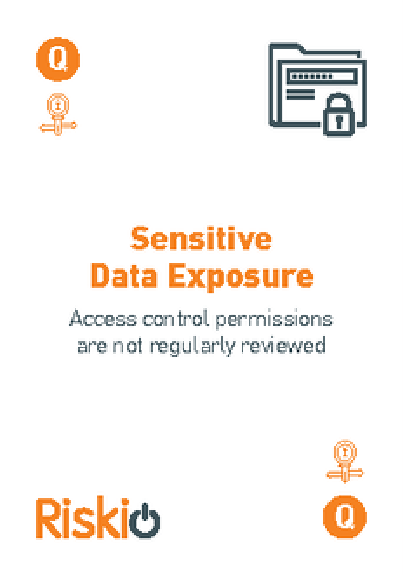 Q
Sensitive
Data Exposure
Access control permissions
are not regularly reviewed
Riskio
Q